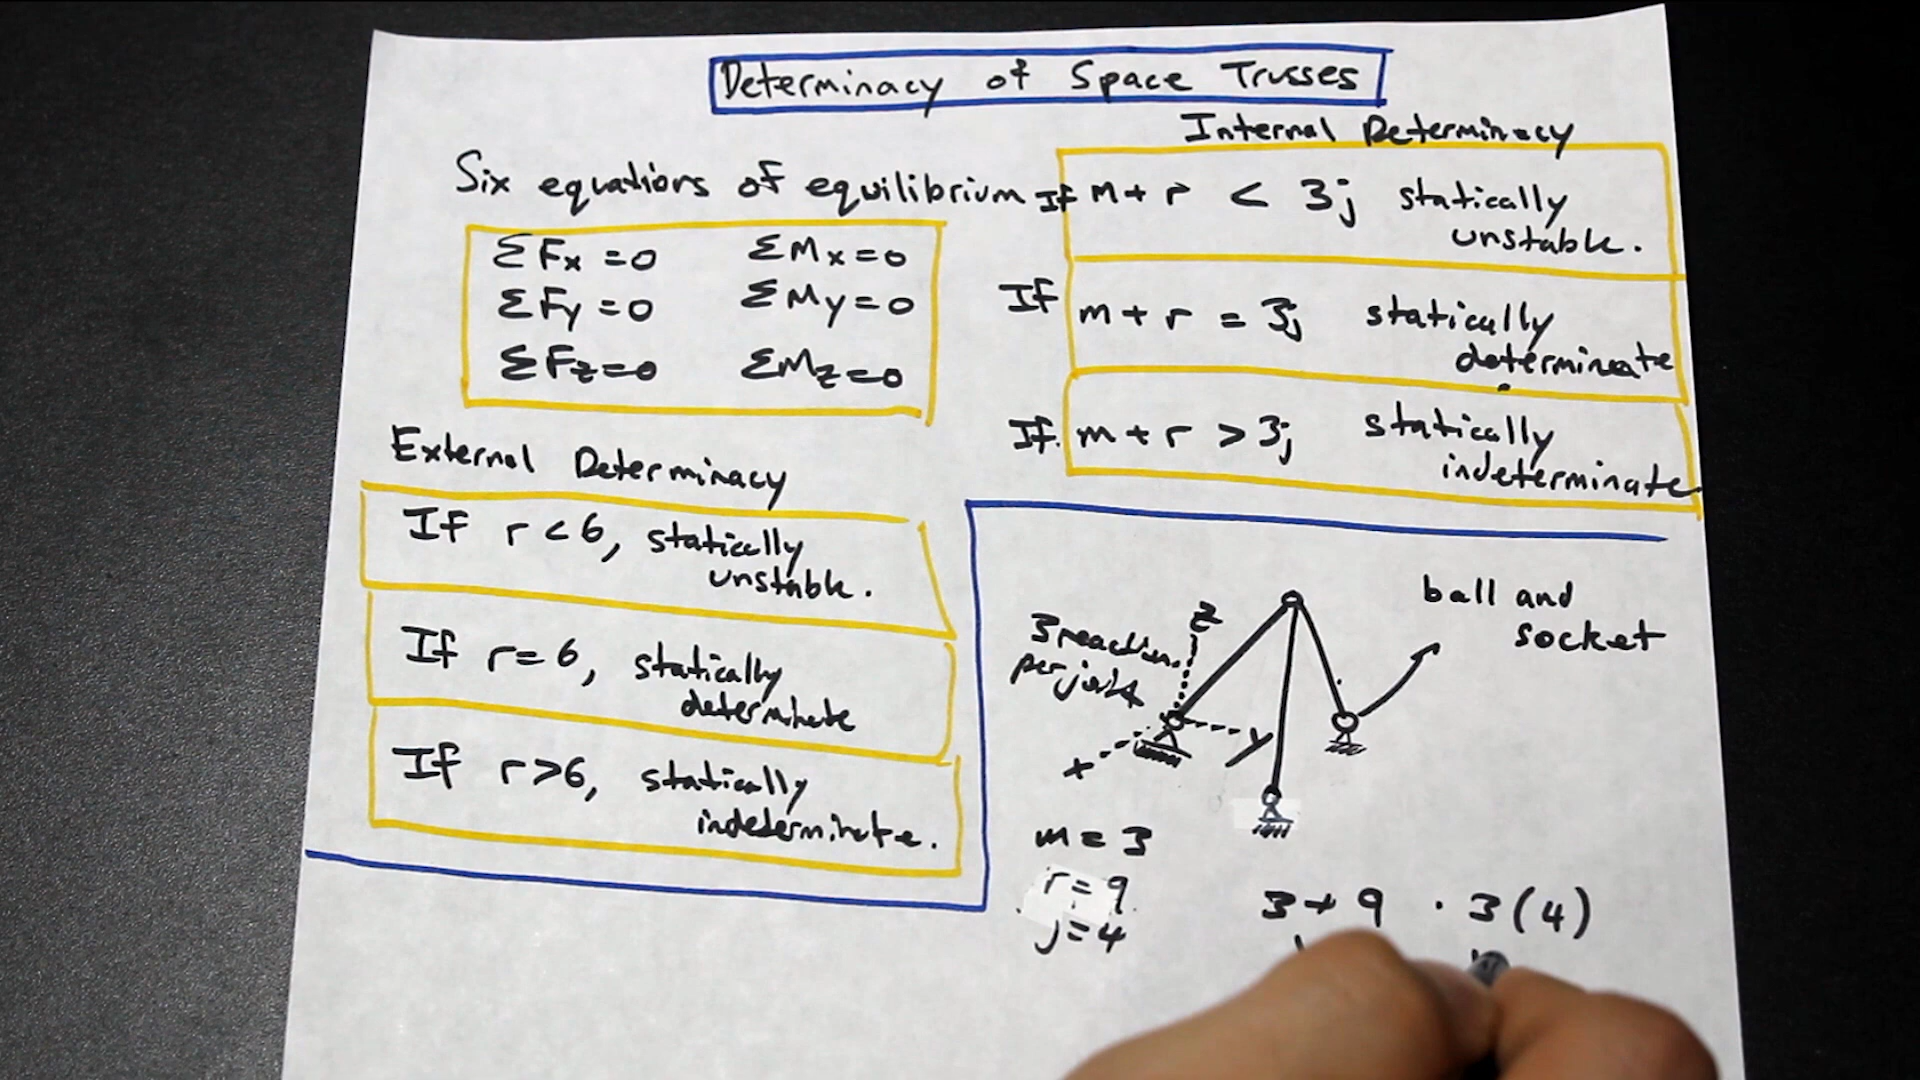 Determinacy of Space Trusses
Six equations of equilibrium
ΣFx=0 ΣMx=0
ΣFy=0 ΣMy=0
ΣFz=0 ΣMz=0
External Determinacy
If r<6, statically
unstable.
If r=6, statically
determinate
If r>6, statically
indeterminate.
Internal Determinacy
If m+r < 3j statically
unstable.
If m+r = 3j statically
determinate
If m+r > 3j statically
indeterminate
ball and
socket
3 reaction
per joint
z
y
x
m=3
r=9
j=4
3+9 · 3(4)